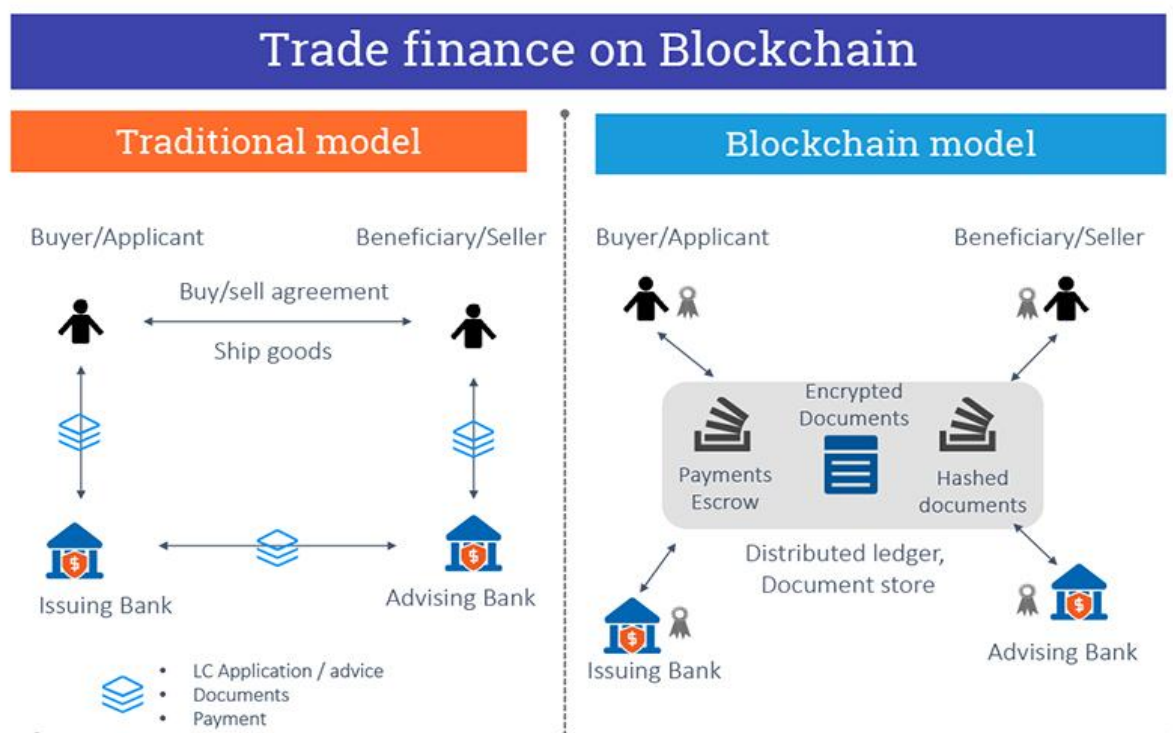 Trade finance on Blockchain
Traditional model
Buyer/Applicant
Beneficiary/Seller
Buy/sell agreement
Ship goods
$
Issuing Bank
$
Advising Bank
• LC Application / advice
• Documents
• Payment
Blockchain model
Buyer/Applicant
Beneficiary/Seller
Payments
Escrow
Encrypted
Documents
Hashed
documents
Distributed ledger,
Document store
$
Issuing Bank
$
Advising Bank